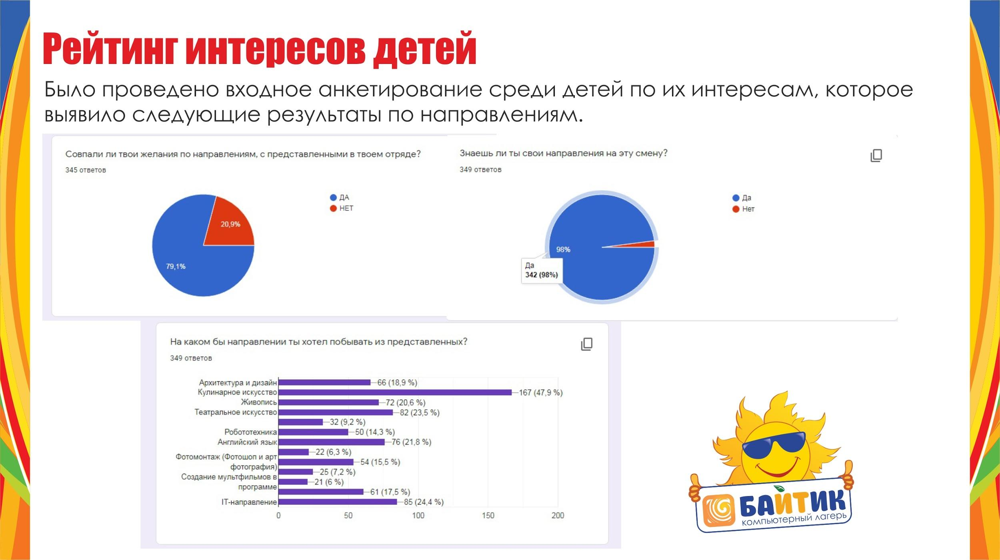 Рейтинг интересов детей
Было проведено входное анкетирование среди детей по их интересам, которое
выявило следующие результаты по направлениям.
Совпали ли твои желания по направлениям, с представленными в твоем отряде?
345 ответов
ДА
НЕТ
20,9%
79,1%
Знаешь ли ты свои направления на эту смену?
349 ответов
Да
Нет
98%
Да
342 (98%)
На каком бы направлении ты хотел побывать из представленных?
349 ответов
Архитектура и дизайн 66 (18,9 %)
Кулинарное искусство 167 (47,9 %)
Живопись 72 (20,6 %)
Театральное искусство 82 (23,5 %)
32 (9,2 %)
Робототехника 50 (14,3 %)
Английский язык 76 (21,8 %)
22 (6,3 %)
Фотомонтаж (Фотошоп и арт
фотография) 54 (15,5 %)
25 (7,2 %)
Создание мультфильмов в
программе 21 (6 %)
61 (17,5 %)
IT-направление 85 (24,4 %)
0 50 100 150 200
БАЙТИК
компьютерный лагерь